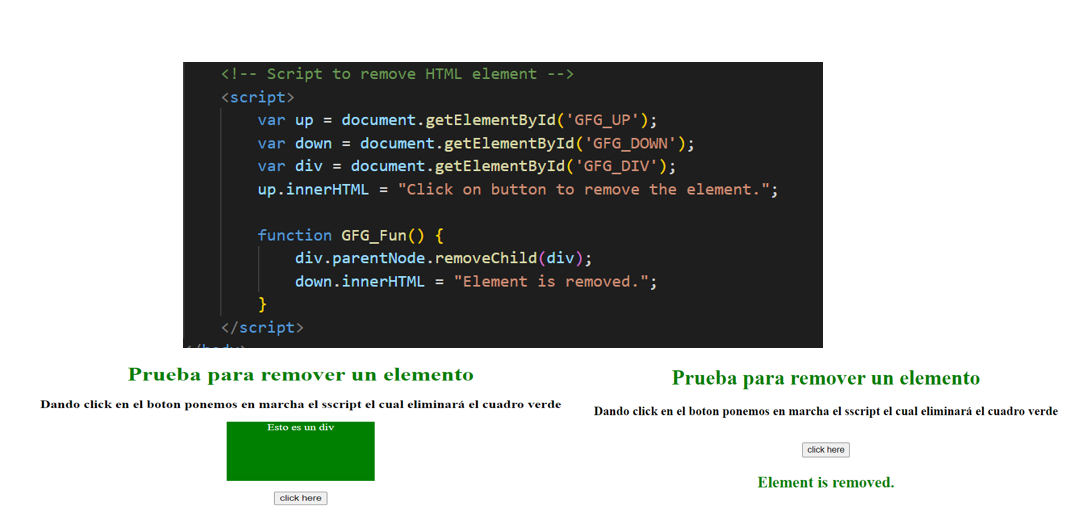 <!-- Script to remove HTML element -->
<script>
var up = document.getElementById('GFG_UP');
var down = document.getElementById('GFG_DOWN');
var div = document.getElementById('GFG_DIV');
up.innerHTML = "Click on button to remove the element.";
function GFG_Fun() {
div.parentNode.removeChild(div);
down.innerHTML = "Element is removed.";
}
</script>
Prueba para remover un elemento
Dando click en el boton ponemos en marcha el sscript el cual eliminará el cuadro verde
Esto es un div
click here
Prueba para remover un elemento
Dando click en el boton ponemos en marcha el sscript el cual eliminará el cuadro verde
click here
Element is removed.